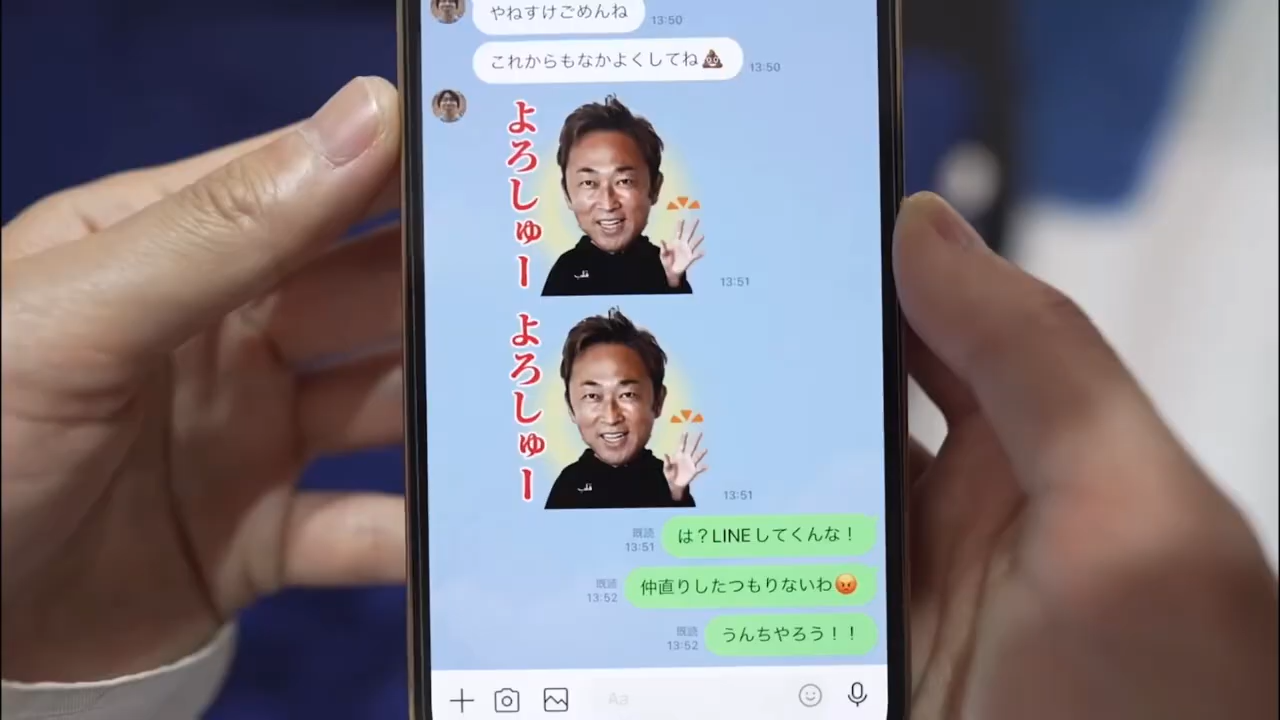 やねすけごめんね
13:50
これからもなかよくしてね💩
13:50
よろしゅー
13:51
よろしゅー
13:51
既読
13:51
は？LINEしてくんな！
既読
13:52
仲直りしたつもりないわ😡
既読
13:52
うんちやろう！！
Aa